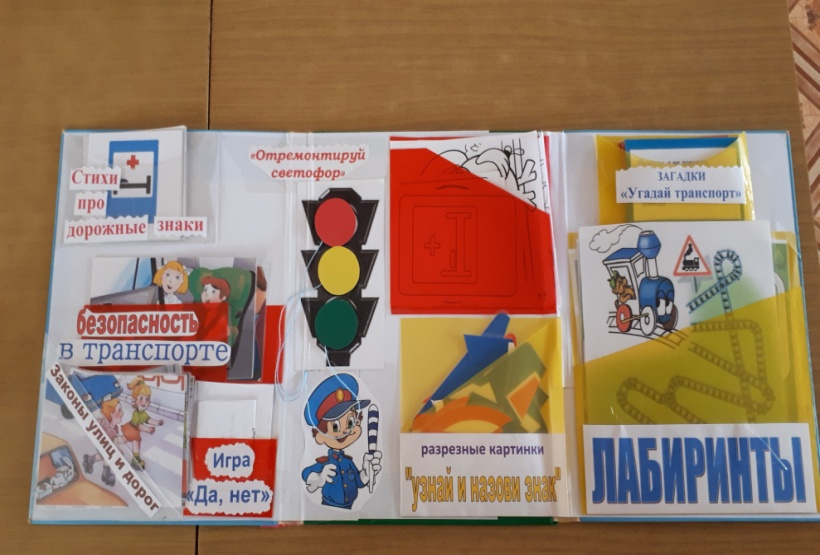 Стихи
про
дорожные знаки
безопасность
в транспорте
Законы улиц и дорог
Игра
«Да, нет»
«Отремонтируй
светофор»
разрезные картинки
"узнай и назови знак"
ЗАГАДКИ
«Угадай транспорт»
ЛАБИРИНТЫ